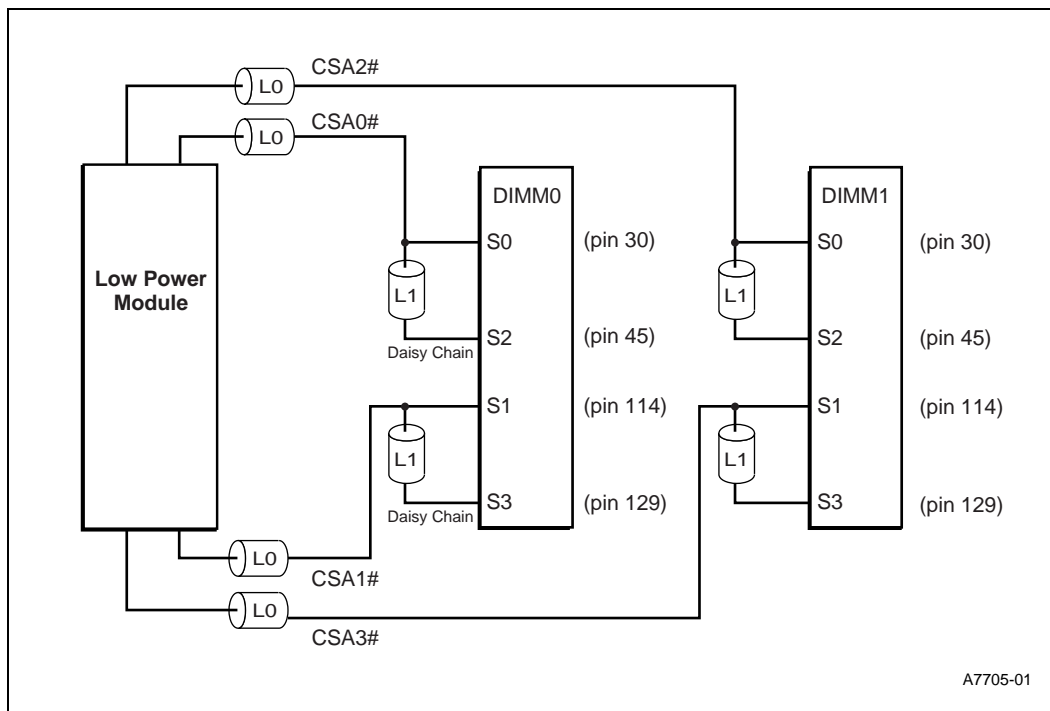 CSA2#
L0
CSA0#
L0
Low Power
Module
DIMM0
S0 (pin 30)
L1
S2 (pin 45)
Daisy Chain
S1 (pin 114)
L1
S3 (pin 129)
Daisy Chain
DIMM1
S0 (pin 30)
L1
S2 (pin 45)
S1 (pin 114)
L1
S3 (pin 129)
L0
CSA1#
L0
CSA3#
A7705-01